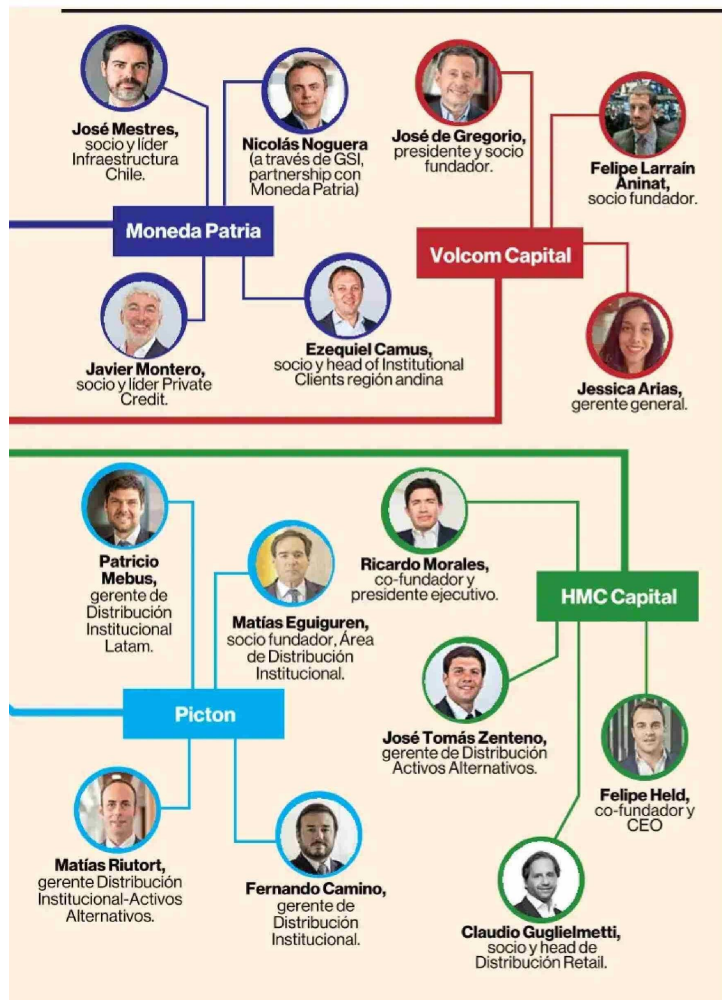 José Mestres,
socio y líder
Infraestructura
Chile.
Nicolás Noguera
(a través de GSI,
partnership con
Moneda Patria)
Moneda Patria
Javier Montero,
socio y líder Private
Credit.
Ezequiel Camus,
socio y head of Institutional
Clients región andina
José de Gregorio,
presidente y socio
fundador.
Felipe Larraín
Aninat,
socio fundador.
Volcom Capital
Jessica Arias,
gerente general.
Patricio
Mebus,
gerente de
Distribución
Institucional
Latam.
Matías Eguiguren,
socio fundador, Área
de Distribución
Institucional.
Picton
Matías Riutort,
gerente Distribución
Institucional-Activos
Alternativos.
Fernando Camino,
gerente de
Distribución
Institucional.
Ricardo Morales,
co-fundador y
presidente ejecutivo.
HMC Capital
José Tomás Zenteno,
gerente de Distribución
Activos Alternativos.
Felipe Held,
co-fundador y
CEO
Claudio Guglielmetti,
socio y head de
Distribución Retail.